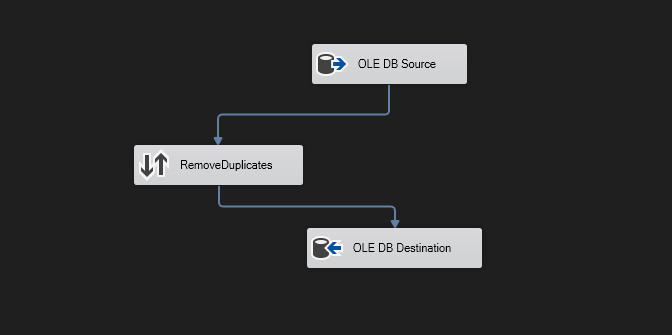 OLE DB Source
RemoveDuplicates
OLE DB Destination